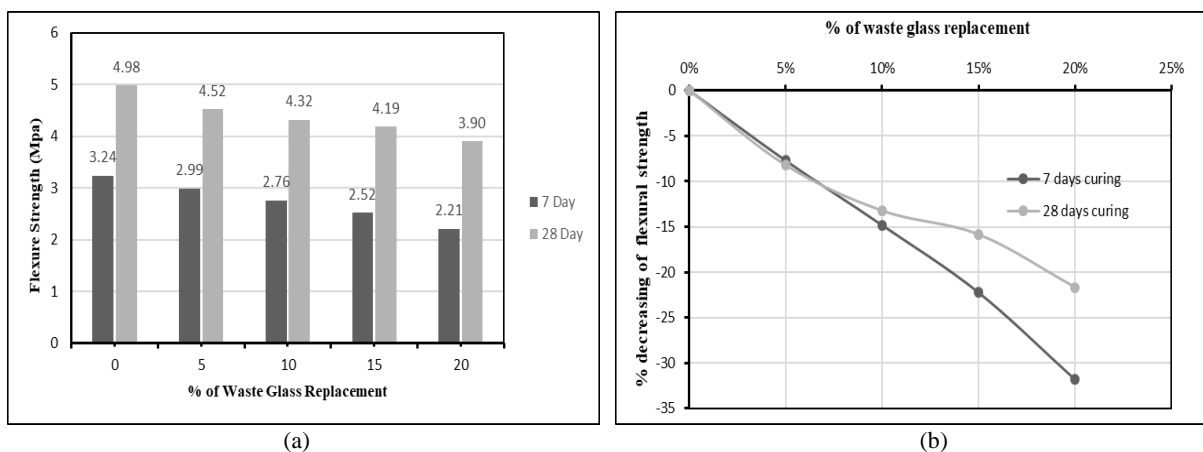 6
5
4
3
2
1
0
Flexure Strength (Mpa)
3.24
4.98
2.99
4.52
2.76
4.32
2.52
4.19
2.21
3.90
0 5 10 15 20
% of Waste Glass Replacement
7 Day
28 Day
(a)
% of waste glass replacement
0% 5% 10% 15% 20% 25%
0
-5
-10
-15
-20
-25
-30
-35
% decreasing of flexural strength
7 days curing
28 days curing
(b)